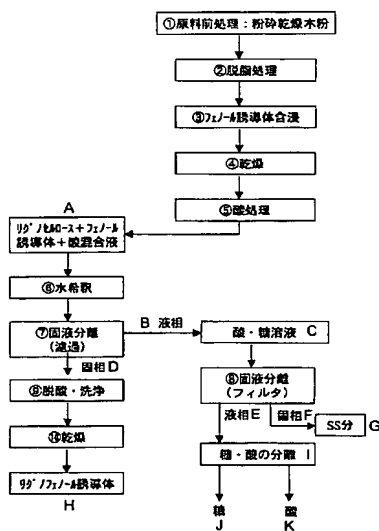 ①原料前処理：粉砕乾燥木粉
②脱脂処理
③フェノール誘導体含浸
④乾燥
⑤酸処理
A
リグノセルロース＋フェノール
誘導体＋酸混合液
⑥水希釈
⑦固液分離
(濾過)
B 液相
酸・糖溶液 C
固相D
⑧固液分離
(フィルタ)
⑨脱酸・洗浄
液相E
固相F
SS分
G
⑩乾燥
糖・酸の分離 I
リグノフェノール誘導体
H
糖
J
酸
K